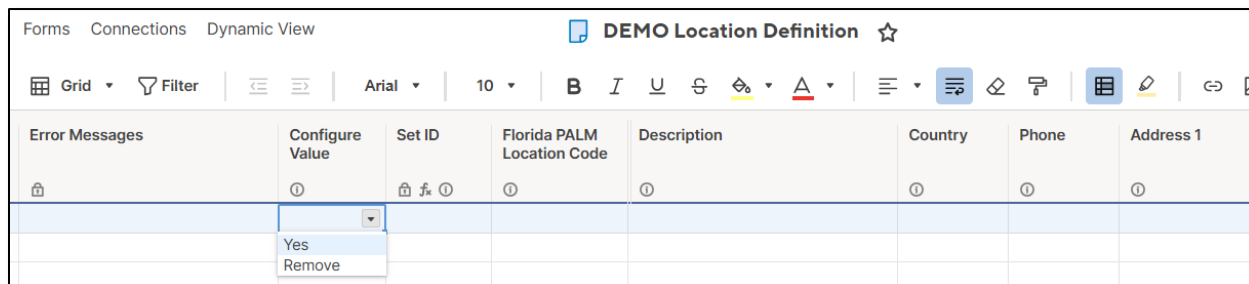 Forms Connections Dynamic View
DEMO Location Definition
Grid Filter Arial 10 B I U S A
Error Messages Configure Value Set ID Florida PALM Location Code Description Country Phone Address 1
fx
Yes
Remove